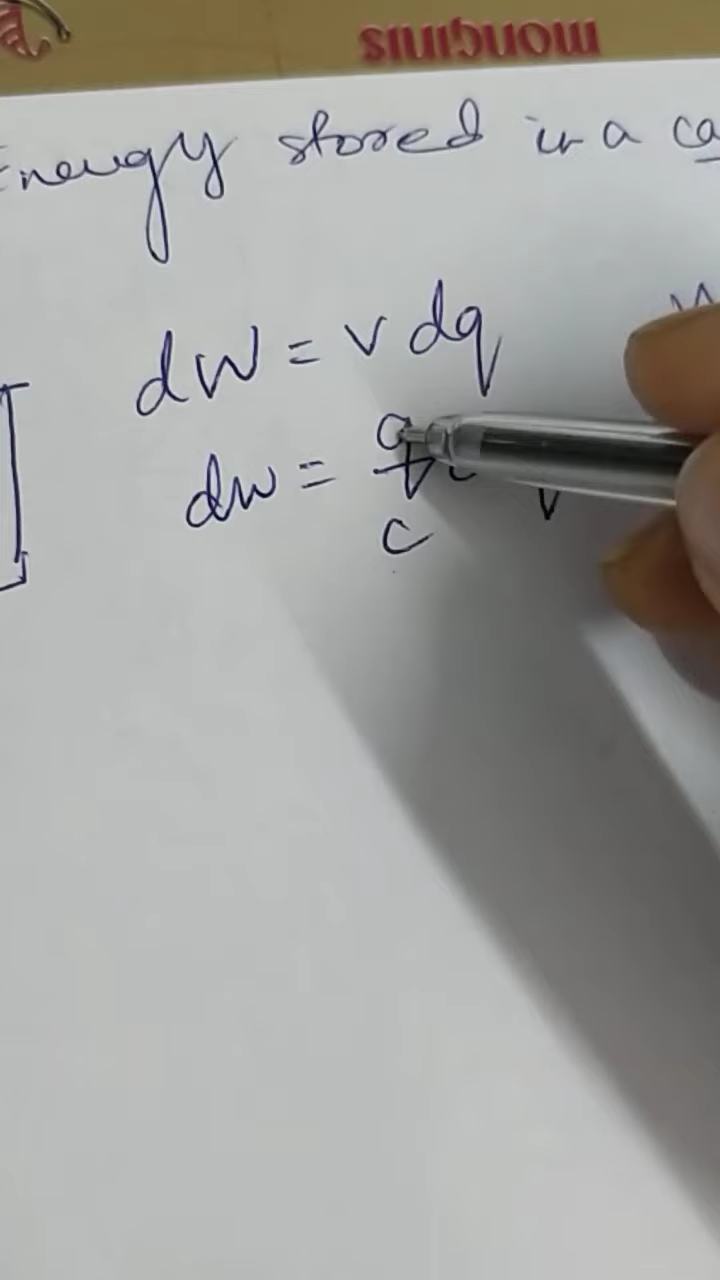 monginis
Energy stored in a ca
dW = v dq
dw = q/c